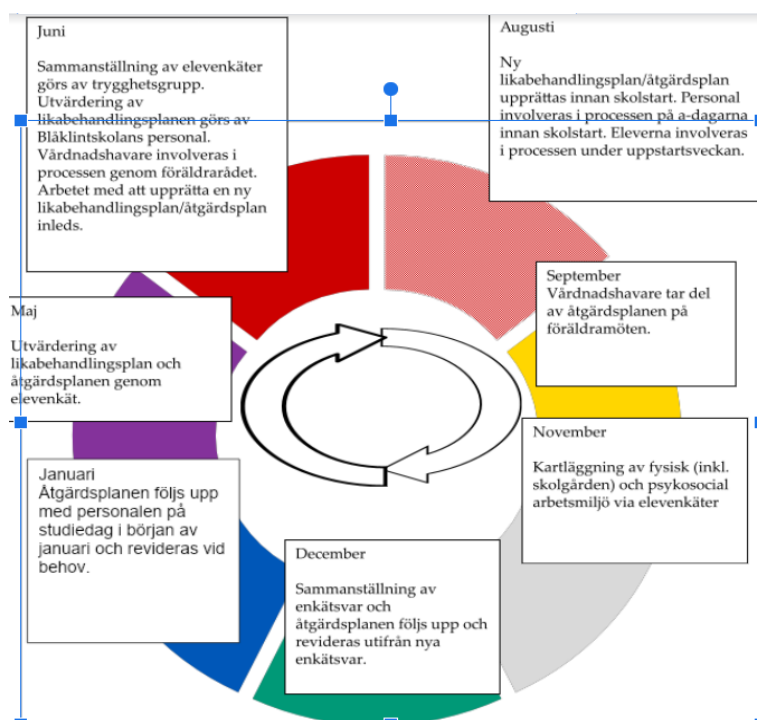 Juni
Sammanställning av elevenkäter
görs av trygghetsgrupp.
Utvärdering av
likabehandlingsplanen görs av
Blåklintskolans personal.
Vårdnadshavare involveras i
processen genom föräldrarådet.
Arbetet med att upprätta en ny
likabehandlingsplan/åtgärdsplan
inleds.
Augusti
Ny
likabehandlingsplan/åtgärdsplan
upprättas innan skolstart. Personal
involveras i processen på a-dagarna
innan skolstart. Eleverna involveras
i processen under uppstartsveckan.
September
Vårdnadshavare tar del
av åtgärdsplanen på
föräldramöten.
Maj
Utvärdering av
likabehandlingsplan och
åtgärdsplanen genom
elevenkät.
November
Kartläggning av fysisk (inkl.
skolgården) och psykosocial
arbetsmiljö via elevenkäter
Januari
Åtgärdsplanen följs upp
med personalen på
studiedag i början av
januari och revideras vid
behov.
December
Sammanställning av
enkätsvar och
åtgärdsplanen följs upp och
revideras utifrån nya
enkätsvar.